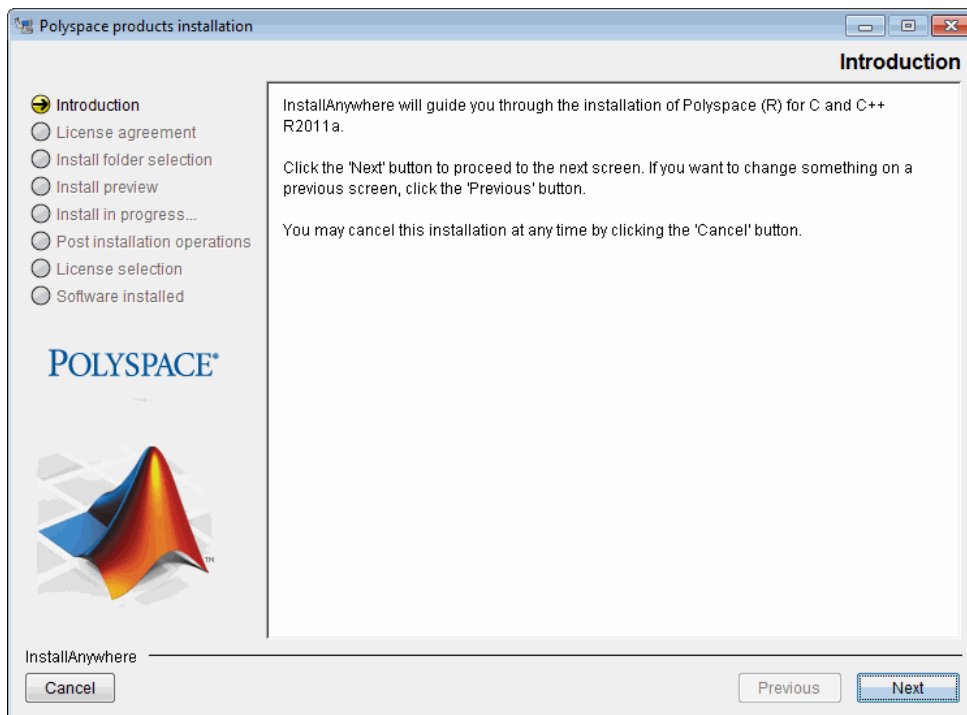 Polyspace products installation
Introduction
Introduction
License agreement
Install folder selection
Install preview
Install in progress...
Post installation operations
License selection
Software installed
POLYSPACE®
TM
InstallAnywhere will guide you through the installation of Polyspace (R) for C and C++
R2011a.
Click the 'Next' button to proceed to the next screen. If you want to change something on a
previous screen, click the 'Previous' button.
You may cancel this installation at any time by clicking the 'Cancel' button.
InstallAnywhere
Cancel
Previous
Next